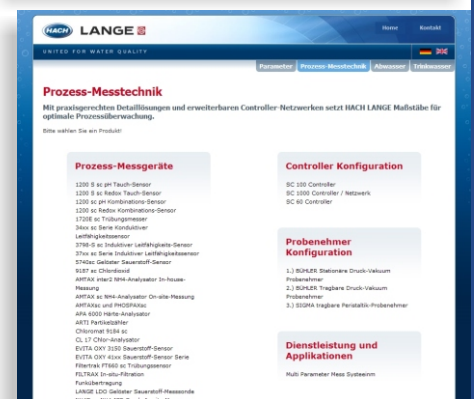 HACH LANGE
Home Kontakt
UNITED FOR WATER QUALITY
Parameter Prozess-Messtechnik Abwasser Trinkwasser
Prozess-Messtechnik
Mit praxisgerechten Detaillösungen und erweiterbaren Controller-Netzwerken setzt HACH LANGE Maßstäbe für
optimale Prozessüberwachung.
Bitte wählen Sie ein Produkt!
Prozess-Messgeräte
1200 S sc pH Tauch-Sensor
1200 S sc Redox Tauch-Sensor
1200 sc pH Kombinations-Sensor
1200 sc Redox Kombinations-Sensor
1720E sc Trübungsmesser
34xx sc Serie Konduktiver
Leitfähigkeitssensor
3798-S sc Induktiver Leitfähigkeits-Sensor
37xx sc Serie Induktiver Leitfähigkeitssensor
5740sc Gelöster Sauerstoff-Sensor
9187 sc Chlordioxid
AMTAX inter2 NH4-Analysator In-house-
Messung
AMTAX sc NH4-Analysator On-site-Messung
AMTAXsc und PHOSPAXsc
APA 6000 Härte-Analysator
ARTI Partikelzähler
Chloromat 9184 sc
CL 17 Chlor-Analysator
EVITA OXY 3150 Sauerstoff-Sensor
EVITA OXY 41xx Sauerstoff-Sensor Serie
Filtertrak FT660 sc Trübungssensor
FILTRAX In-situ-Filtration
Funkübertragung
LANGE LDO Gelöster Sauerstoff-Messsonde
Controller Konfiguration
SC 100 Controller
SC 1000 Controller / Netzwerk
SC 60 Controller
Probenehmer
Konfiguration
1.) BÜHLER Stationäre Druck-Vakuum
Probenehmer
2.) BÜHLER Tragbare Druck-Vakuum
Probenehmer
3.) SIGMA tragbare Peristaltik-Probenehmer
Dienstleistung und
Applikationen
Multi Parameter Mess Systeeinm